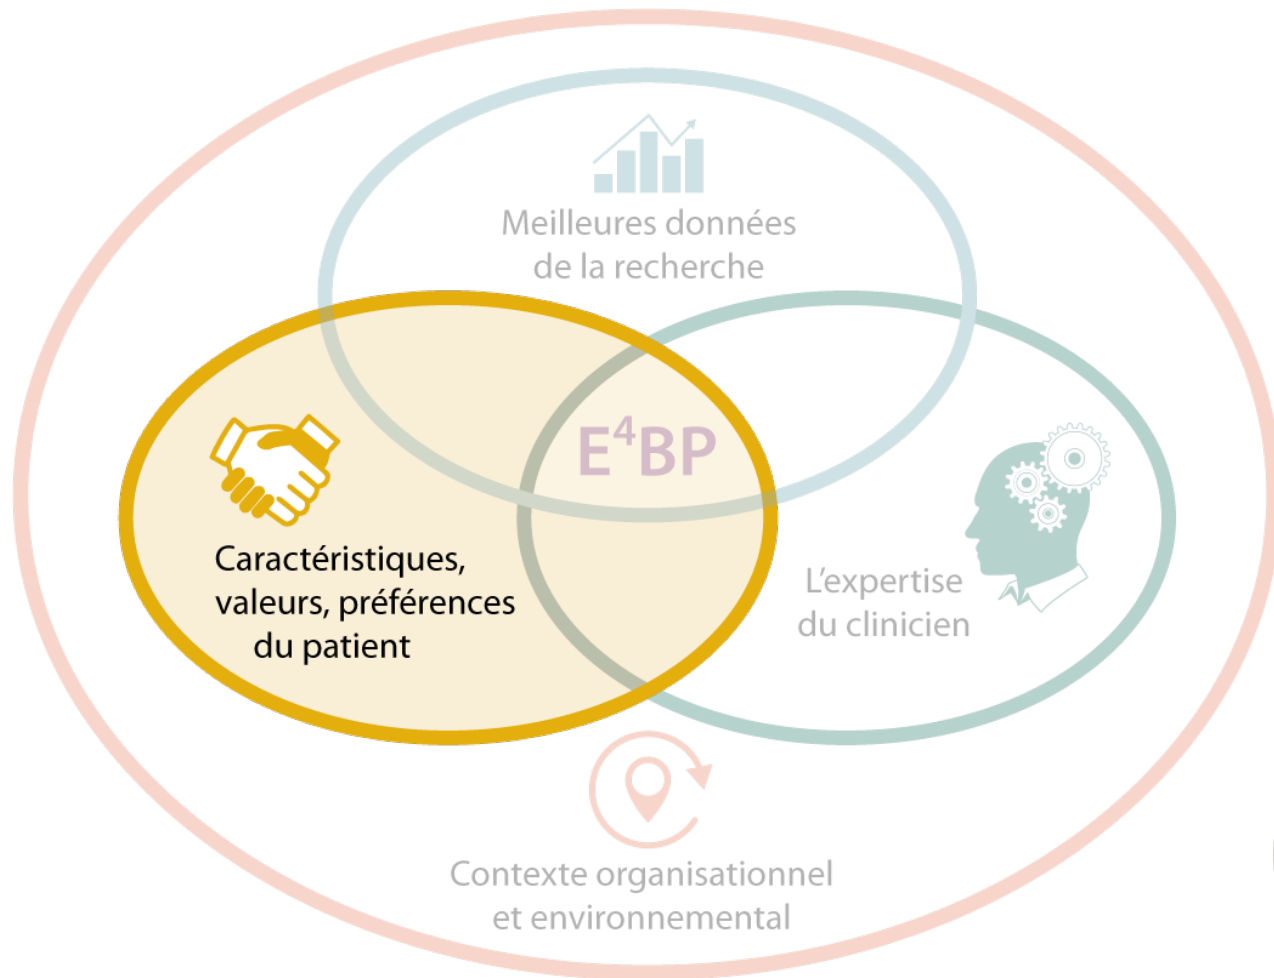 Meilleures données
de la recherche
E⁴BP
Caractéristiques,
valeurs, préférences
du patient
L'expertise
du clinicien
Contexte organisationnel
et environnemental